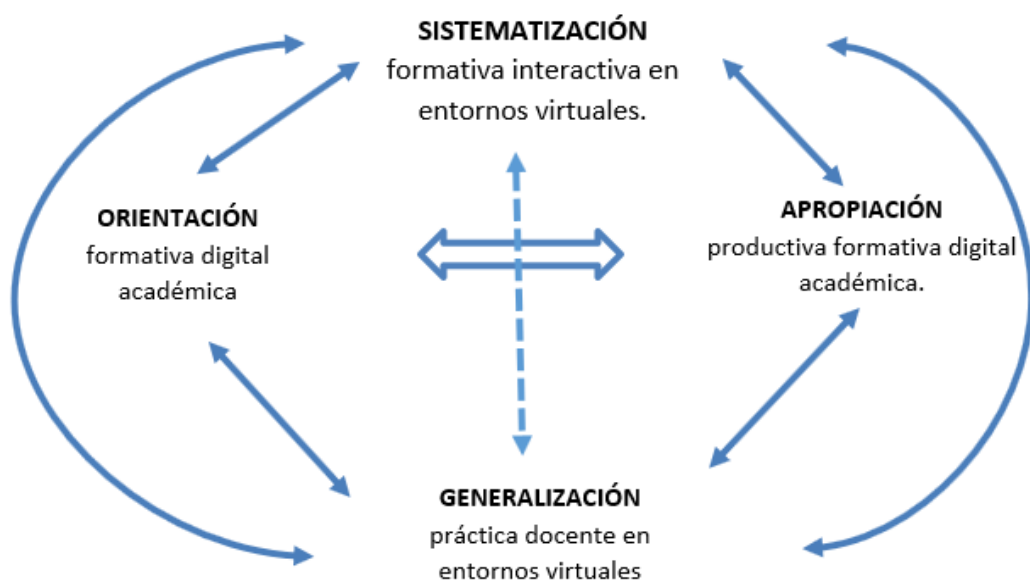 SISTEMATIZACIÓN
formativa interactiva en
entornos virtuales.
ORIENTACIÓN
formativa digital
académica
APROPIACIÓN
productiva formativa digital
académica.
GENERALIZACIÓN
práctica docente en
entornos virtuales